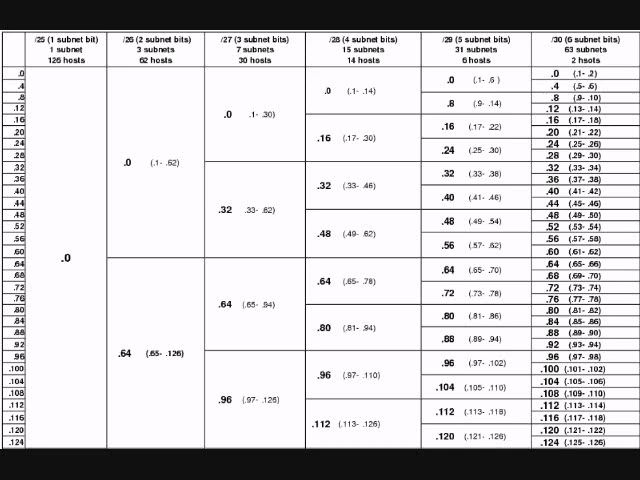 /25 (1 subnet bit) /26 (2 subnet bits) /27 (3 subnet bits) /28 (4 subnet bits) /29 (5 subnet bits) /30 (6 subnet bits)
1 subnet 3 subnets 7 subnets 15 subnets 31 subnets 63 subnets
126 hosts 62 hosts 30 hosts 14 hosts 6 hosts 2 hsots
.0
.4
.8
.12
.16
.20
.24
.28
.32
.36
.40
.44
.48
.52
.56
.60
.64
.68
.72
.76
.80
.84
.88
.92
.96
.100
.104
.108
.112
.116
.120
.124
.0
.0 (.1- .62)
.64 (.65- .126)
.0 .1- .30)
.32 .33- .62)
.64 (.65- .94)
.96 (.97- .126)
.0 (.1- .14)
.16 (.17- .30)
.32 (.33- .46)
.48 (.49- .62)
.64 (.65- .78)
.80 (.81- .94)
.96 (.97- .110)
.112 (.113- .126)
.0 (.1- .6 )
.8 (.9- .14)
.16 (.17- .22)
.24 (.25- .30)
.32 (.33- .38)
.40 (.41- .46)
.48 (.49- .54)
.56 (.57- .62)
.64 (.65- .70)
.72 (.73- .78)
.80 (.81- .86)
.88 (.89- .94)
.96 (.97- .102)
.104 (.105- .110)
.112 (.113- .118)
.120 (.121- .126)
.0 (.1- .2)
.4 (.5- .6)
.8 (.9- .10)
.12 (.13- .14)
.16 (.17- .18)
.20 (.21- .22)
.24 (.25- .26)
.28 (.29- .30)
.32 (.33- .34)
.36 (.37- .38)
.40 (.41- .42)
.44 (.45- .46)
.48 (.49- .50)
.52 (.53- .54)
.56 (.57- .58)
.60 (.61- .62)
.64 (.65- .66)
.68 (.69- .70)
.72 (.73- .74)
.76 (.77- .78)
.80 (.81- .82)
.84 (.85- .86)
.88 (.89- .90)
.92 (.93- .94)
.96 (.97- .98)
.100 (.101- .102)
.104 (.105- .106)
.108 (.109- .110)
.112 (.113- .114)
.116 (.117- .118)
.120 (.121- .122)
.124 (.125- .126)